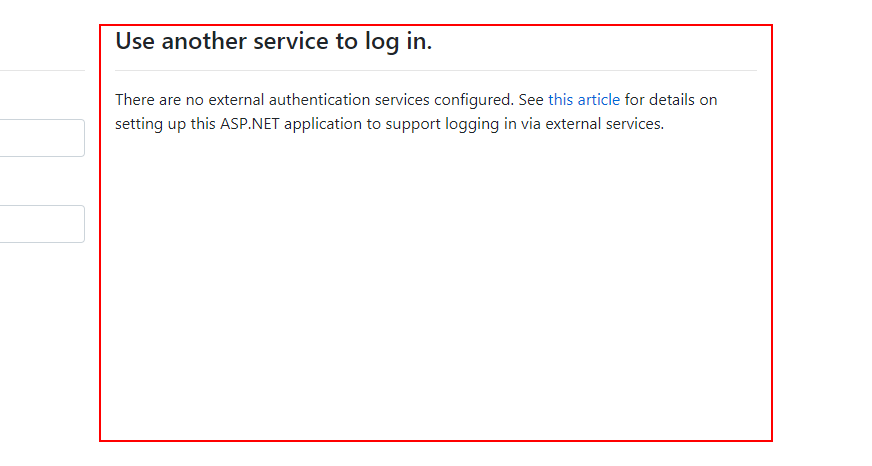 Use another service to log in.
There are no external authentication services configured. See this article for details on
setting up this ASP.NET application to support logging in via external services.